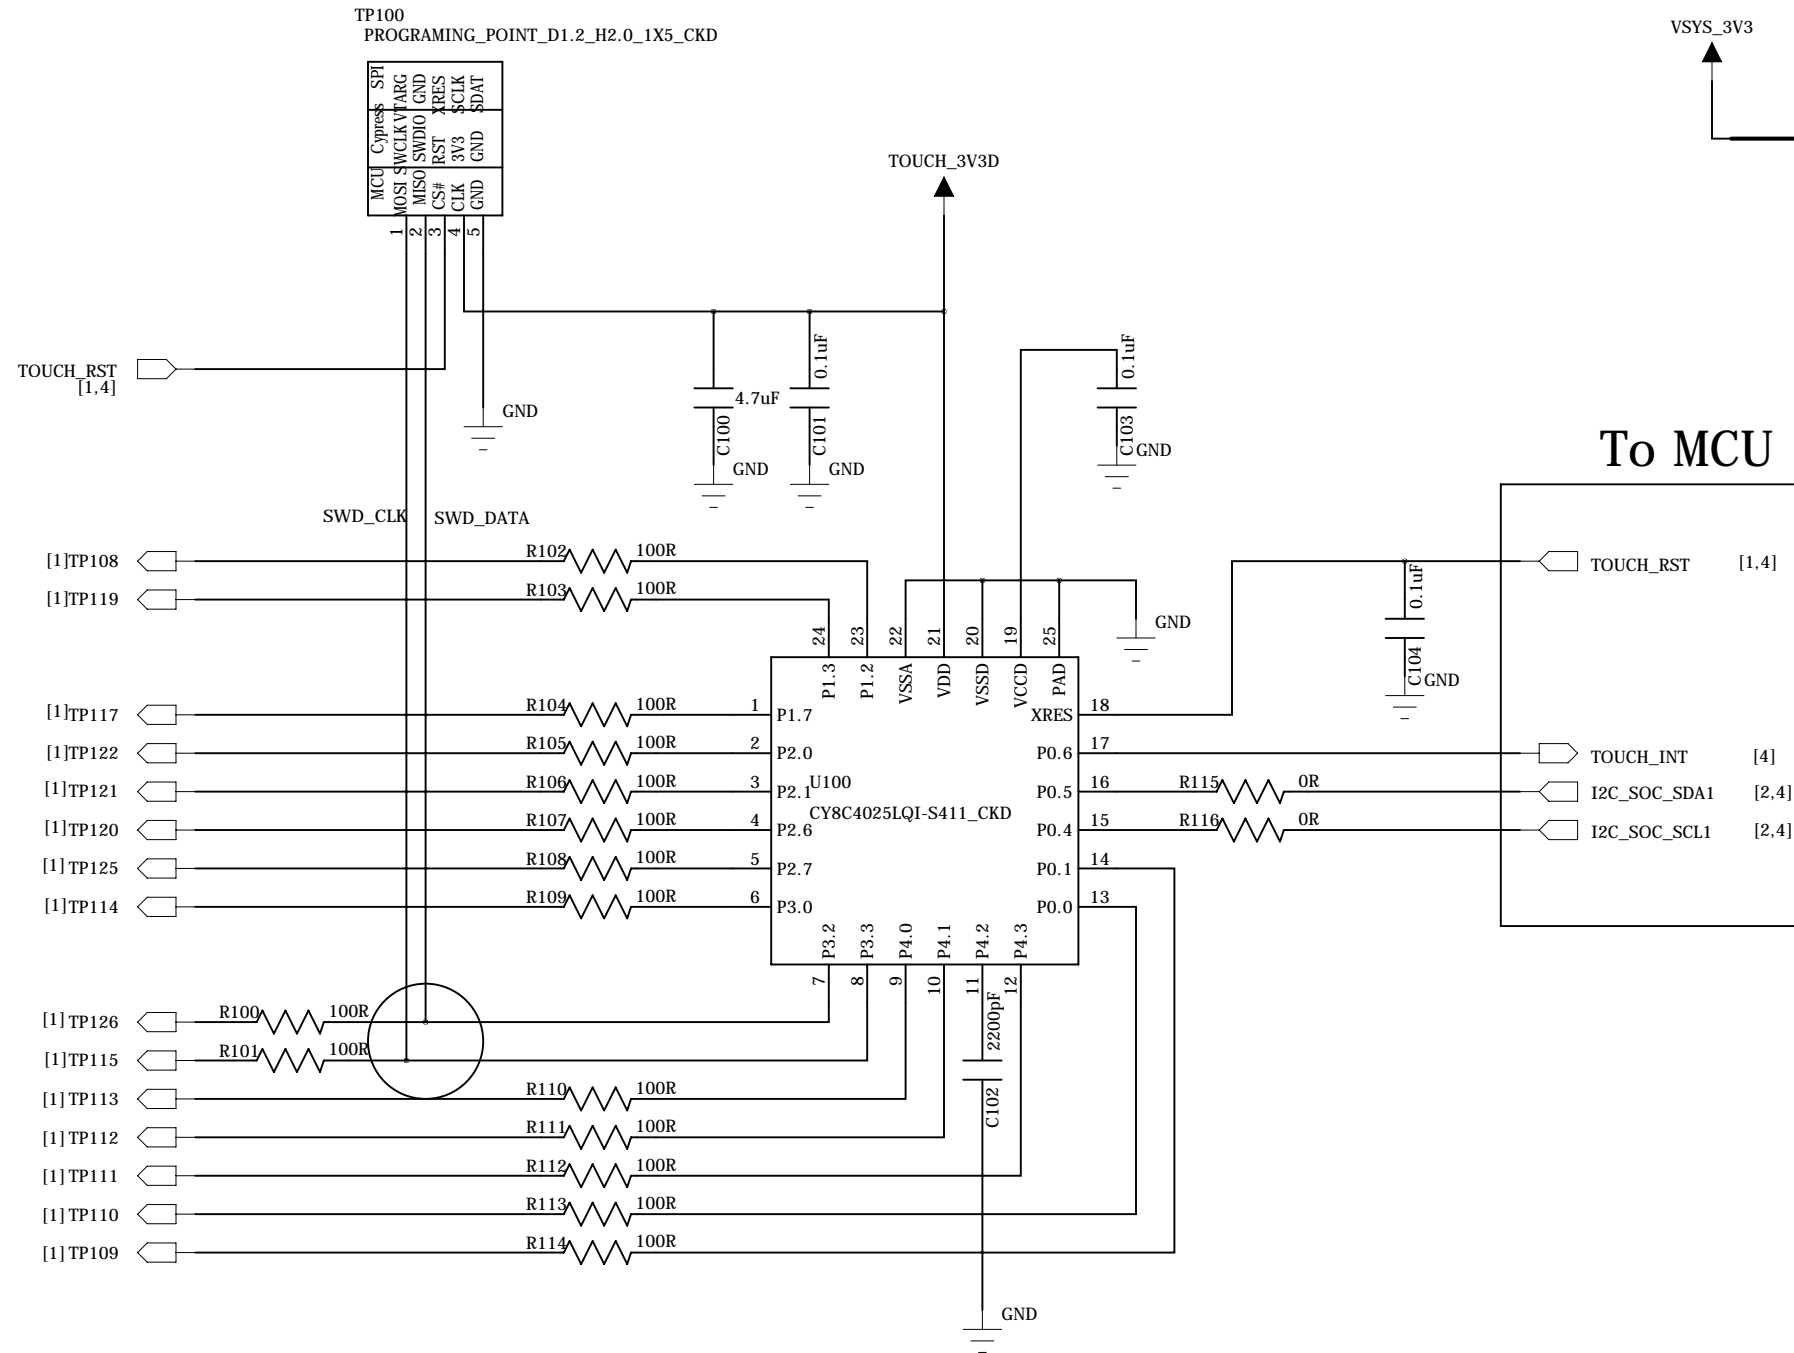 TP100
PROGRAMING_POINT_D1.2_H2.0_1X5_CKD
VSYS_3V3
MCU Cypress SPI
MOSI SWCLK VTARG
MISO SWDIO GND
CS# RST XRES
CLK 3V3 SCLK
GND GND SDAT
1 2 3 4 5
TOUCH_3V3D
TOUCH_RST
[1,4]
GND
4.7uF
C100
GND
0.1uF
C101
GND
0.1uF
C103
GND
To MCU
SWD_CLK
SWD_DATA
[1]TP108 R102 100R
[1]TP119 R103 100R
GND
0.1uF
C104
GND
TOUCH_RST [1,4]
24 23 22 21 20 19 25
P1.3 P1.2 VSSA VDD VSSD VCCD PAD
[1]TP117 R104 100R 1 P1.7
[1]TP122 R105 100R 2 P2.0
[1]TP121 R106 100R 3 P2.1
[1]TP120 R107 100R 4 P2.6
[1]TP125 R108 100R 5 P2.7
[1]TP114 R109 100R 6 P3.0
U100
CY8C4025LQI-S411_CKD
XRES 18
P0.6 17 TOUCH_INT [4]
P0.5 16 R115 0R I2C_SOC_SDA1 [2,4]
P0.4 15 R116 0R I2C_SOC_SCL1 [2,4]
P0.1 14
P0.0 13
P3.2 P3.3 P4.0 P4.1 P4.2 P4.3
7 8 9 10 11 12
2200pF
C102
[1]TP126 R100 100R
[1]TP115 R101 100R
[1]TP113 R110 100R
[1]TP112 R111 100R
[1]TP111 R112 100R
[1]TP110 R113 100R
[1]TP109 R114 100R
GND